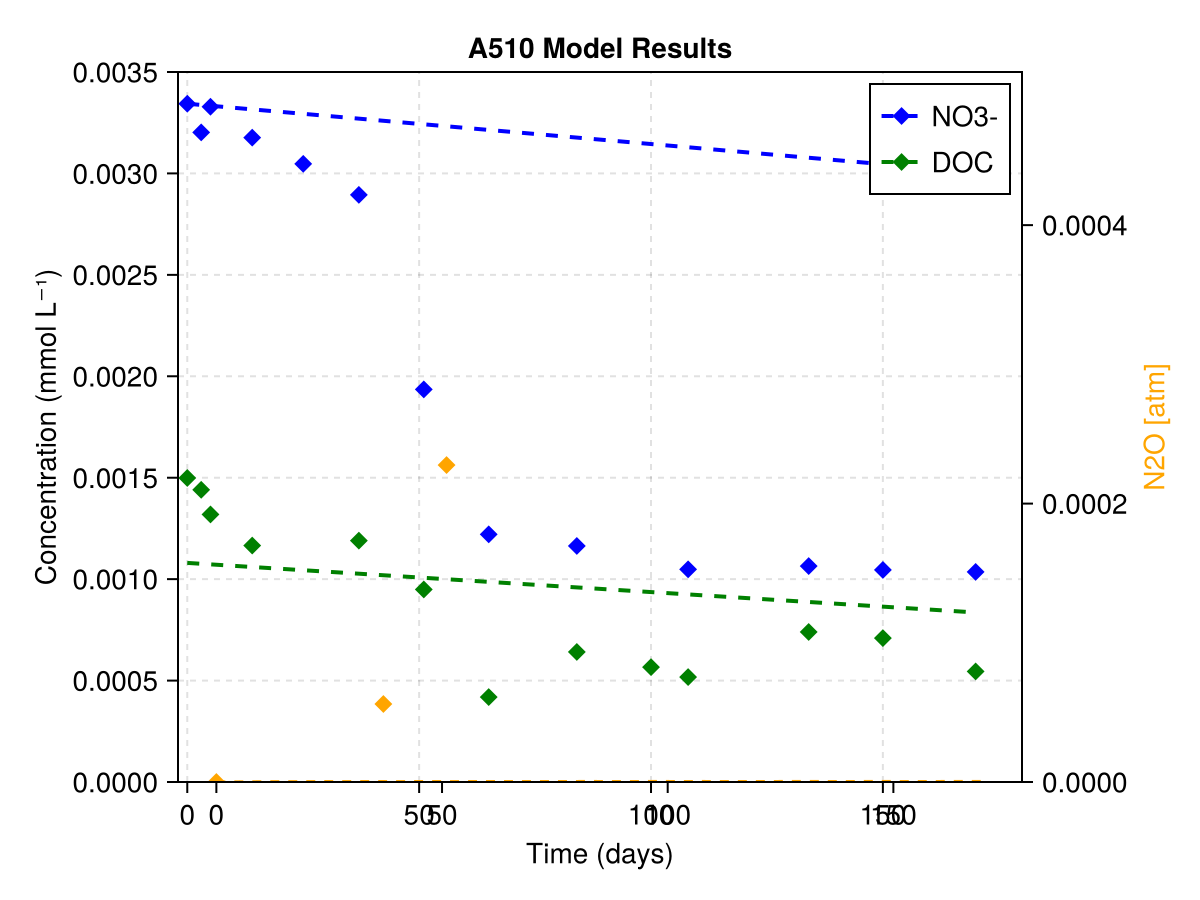 A510 Model Results
0.0035
0.0030
0.0025
0.0020
0.0015
0.0010
0.0005
0.0000
Concentration (mmol L⁻¹)
NO3-
DOC
0.0004
0.0002
0.0000
N2O [atm]
0 0 50 50 100 100 150 150
Time (days)